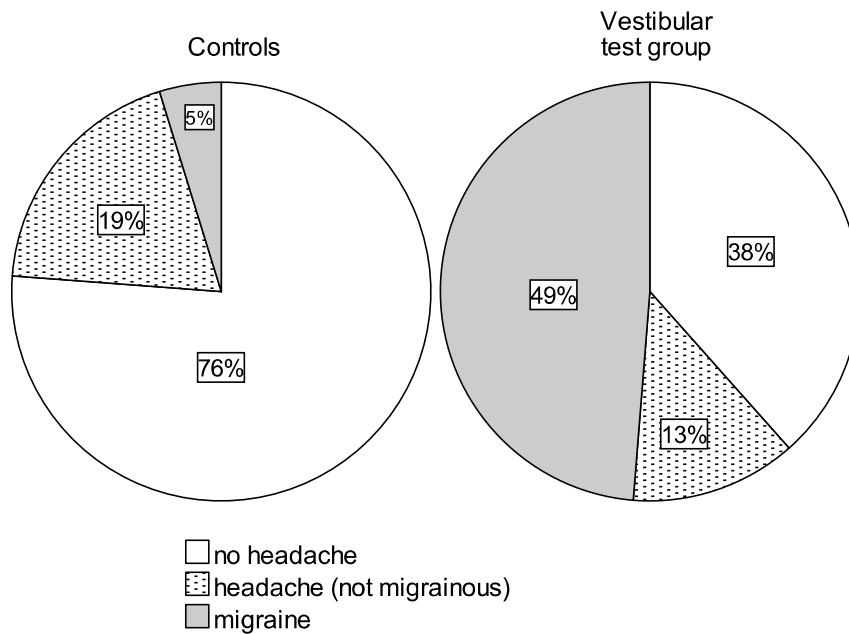 Controls
Vestibular
test group
5%
19%
76%
38%
49%
13%
no headache
headache (not migrainous)
migraine